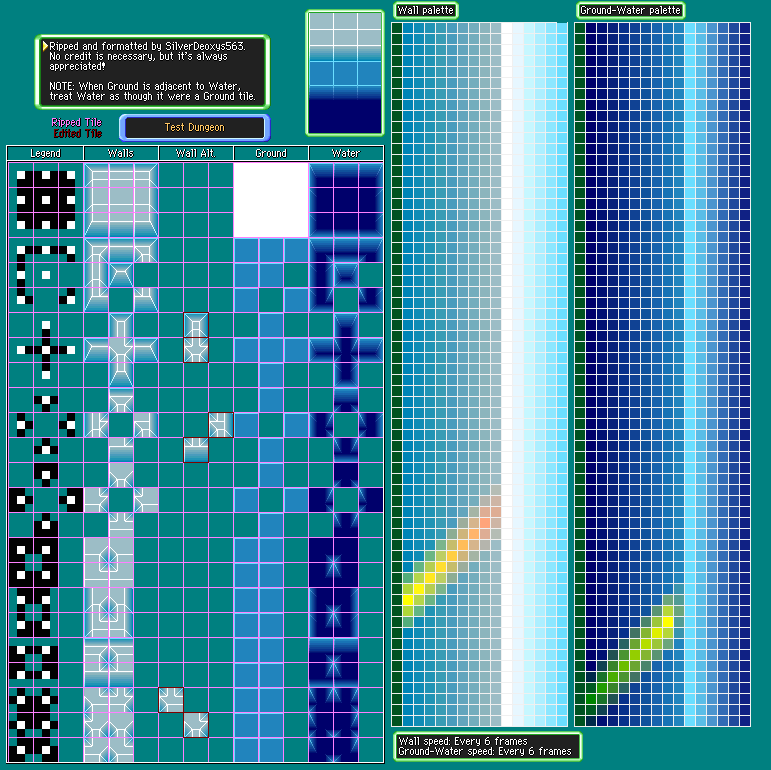 Wall palette
Ground-Water palette
Ripped and formatted by SilverDeoxys563.
No credit is necessary, but it's always
appreciated!
NOTE: When Ground is adjacent to Water,
treat Water as though it were a Ground tile.
Ripped Tile
Edited Tile
Test Dungeon
Legend
Walls
Wall Alt.
Ground
Water
Wall speed: Every 6 frames
Ground-Water speed: Every 6 frames